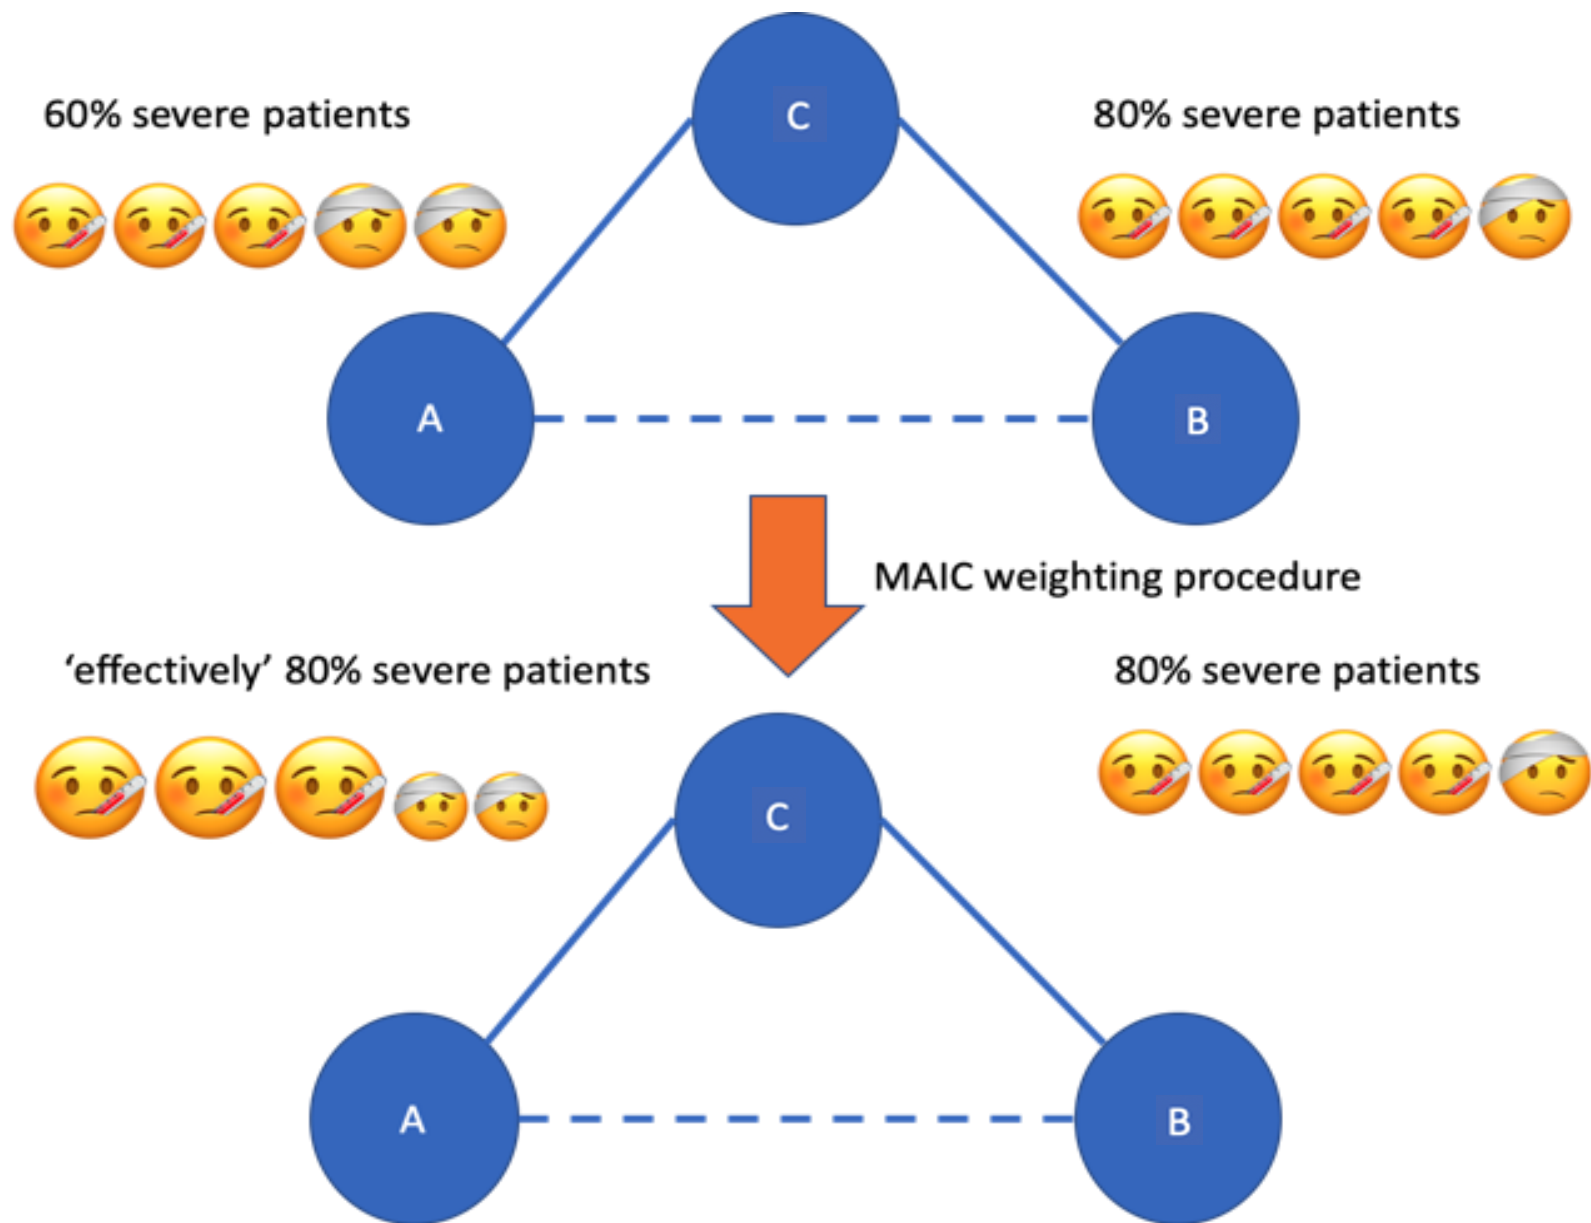 C
60% severe patients
80% severe patients
A
B
MAIC weighting procedure
‘effectively’ 80% severe patients
80% severe patients
C
A
B